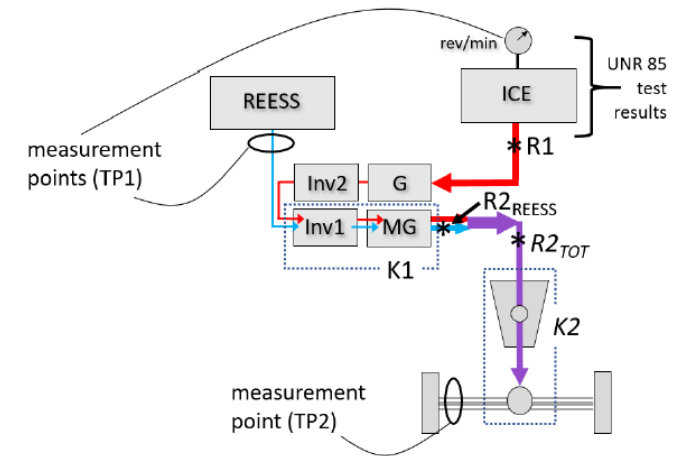 rev/min
UNR 85
test
results
REESS
ICE
R1
measurement
points (TP1)
Inv2
G
R2REESS
Inv1
MG
R2TOT
K1
K2
measurement
point (TP2)